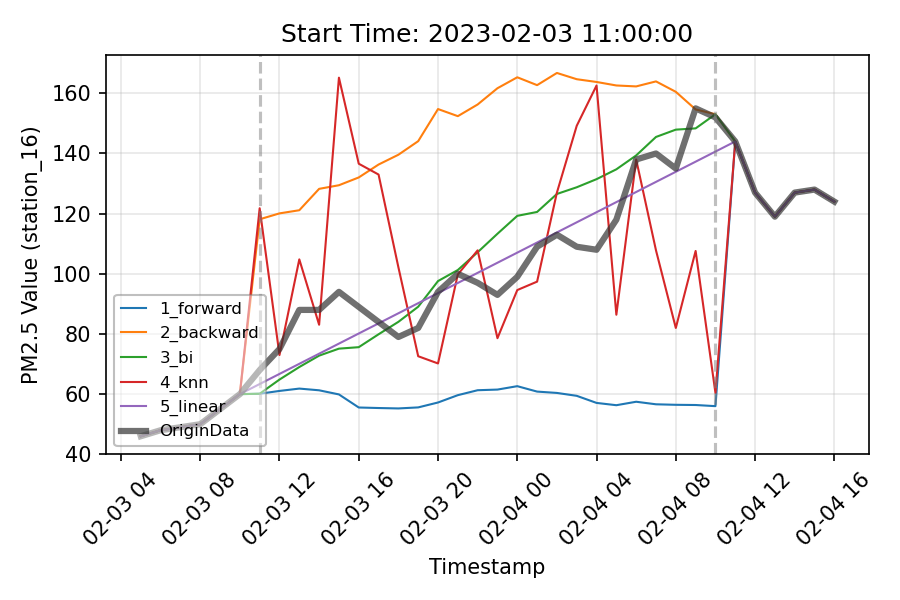 Start Time: 2023-02-03 11:00:00
PM2.5 Value (station_16)
160
140
120
100
80
60
40
1_forward
2_backward
3_bi
4_knn
5_linear
OriginData
02-03 04
02-03 08
02-03 12
02-03 16
02-03 20
02-04 00
02-04 04
02-04 08
02-04 12
02-04 16
Timestamp